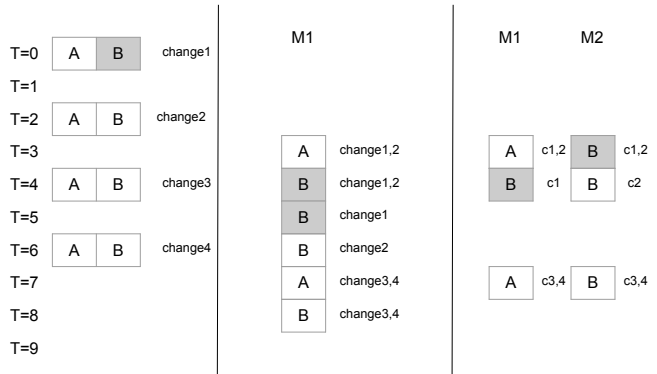 M1
M1 M2
T=0 A B change1
T=1
T=2 A B change2
T=3 A change1,2 A c1,2 B c1,2
T=4 A B change3 B change1,2 B c1 B c2
T=5 B change1
T=6 A B change4 B change2
T=7 A change3,4 A c3,4 B c3,4
T=8 B change3,4
T=9